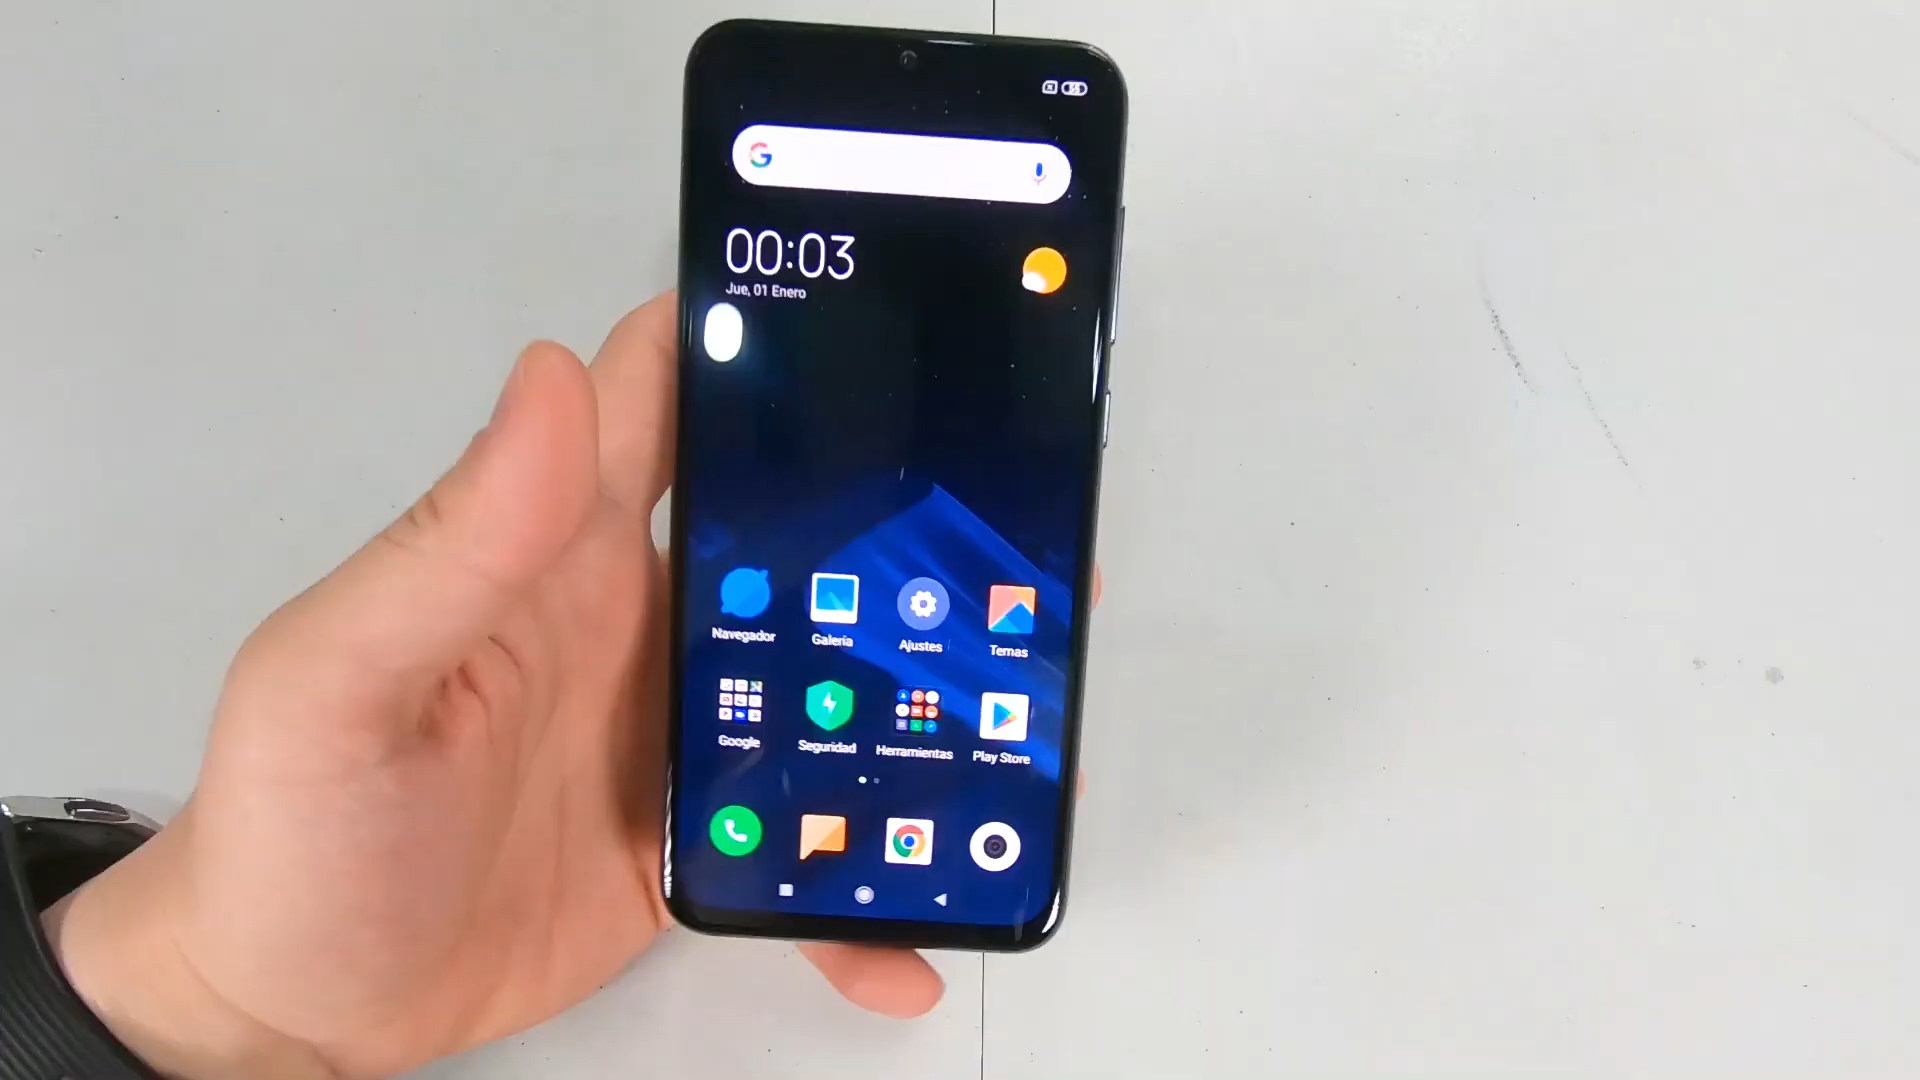 00:03
Jue, 01 Enero
Navegador
Galería
Ajustes
Temas
Google
Seguridad
Herramientas
Play Store